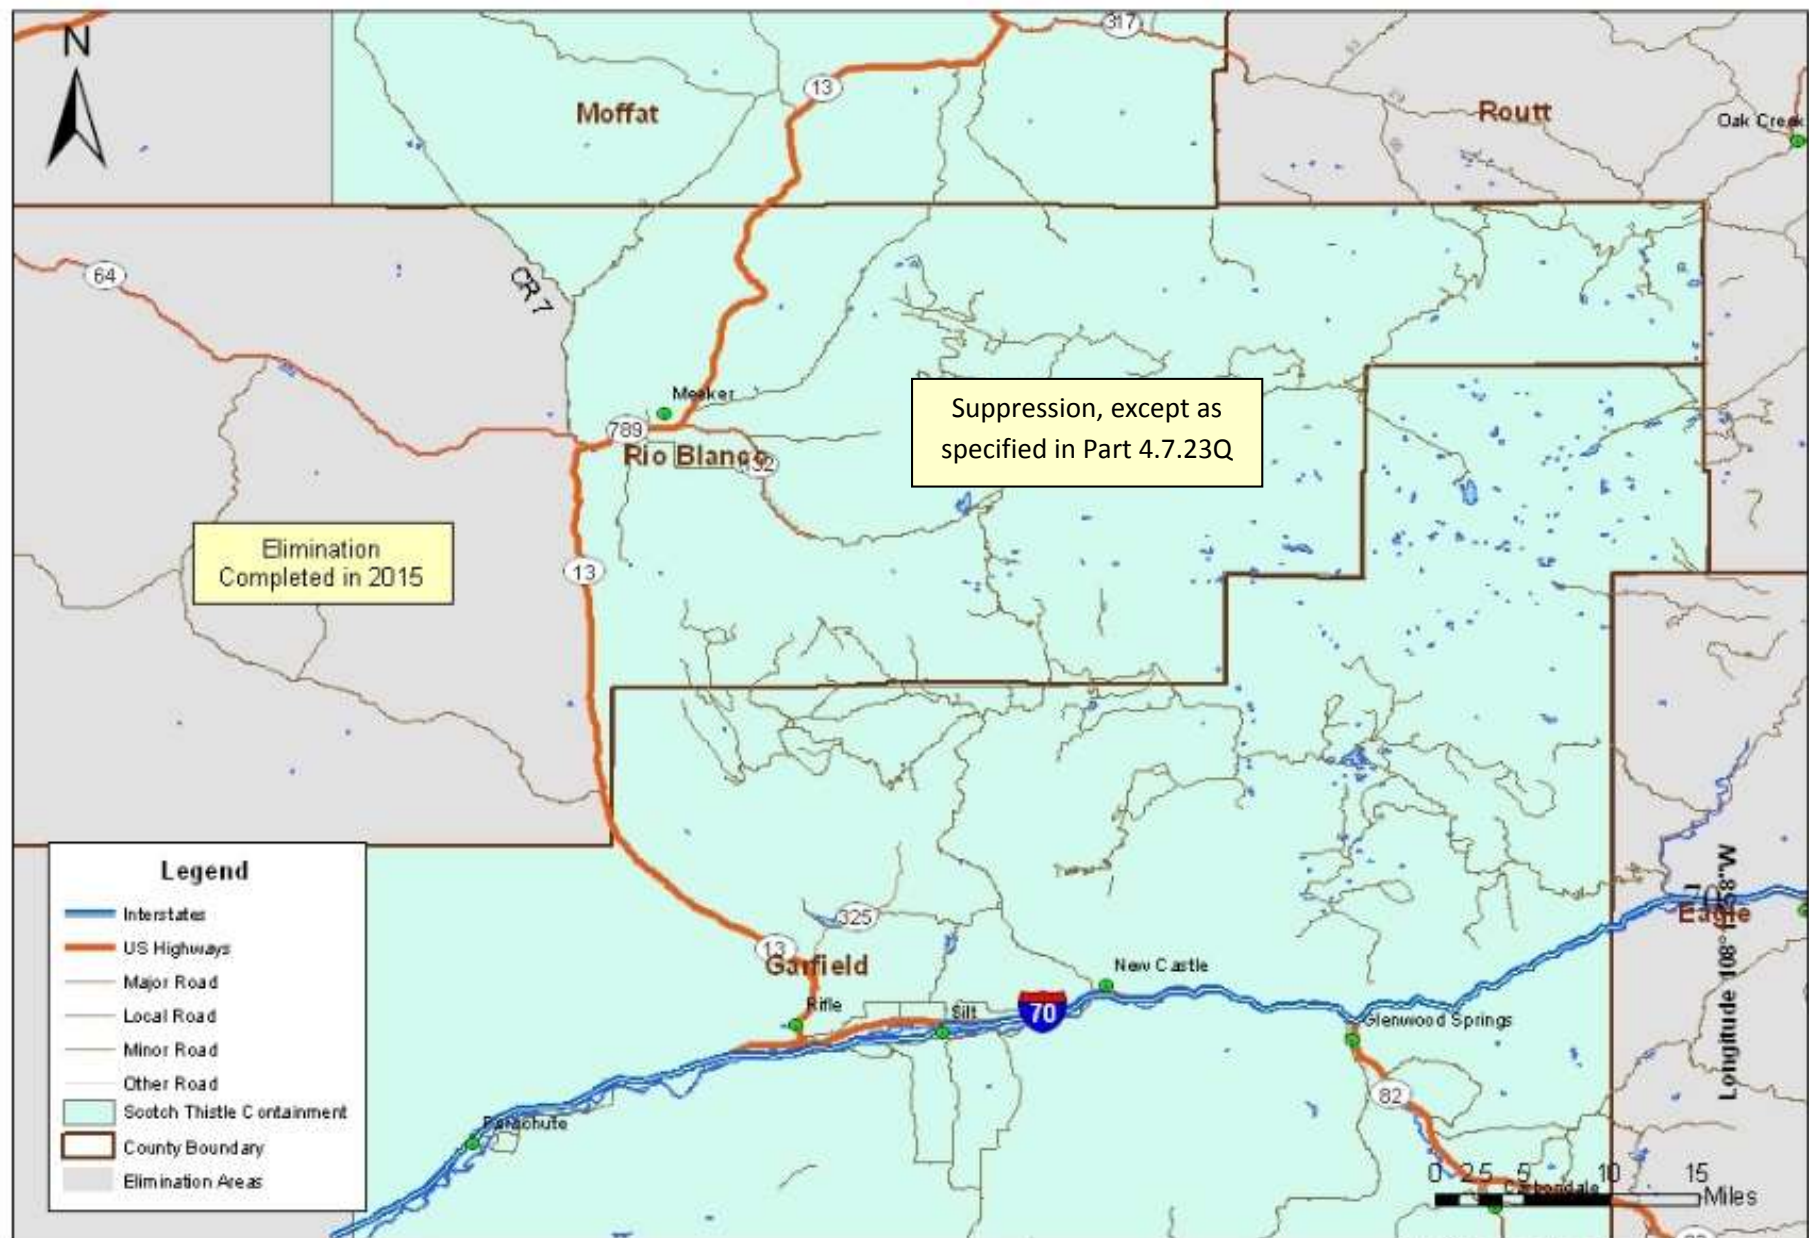 N
317
13
Moffat
Routt
Oak Creek
64
CR 7
Meeker
789
Rio Blanco
132
Suppression, except as
specified in Part 4.7.23Q
Elimination
Completed in 2015
13
Legend
Interstates
US Highways
Major Road
Local Road
Minor Road
Other Road
Scotch Thistle Containment
County Boundary
Elimination Areas
325
13
Garfield
Rifle
Silt
70
New Castle
Glenwood Springs
Parachute
82
70
Eagle
Longitude 108°
0 2.5 5 10 15
Miles
Carbondale